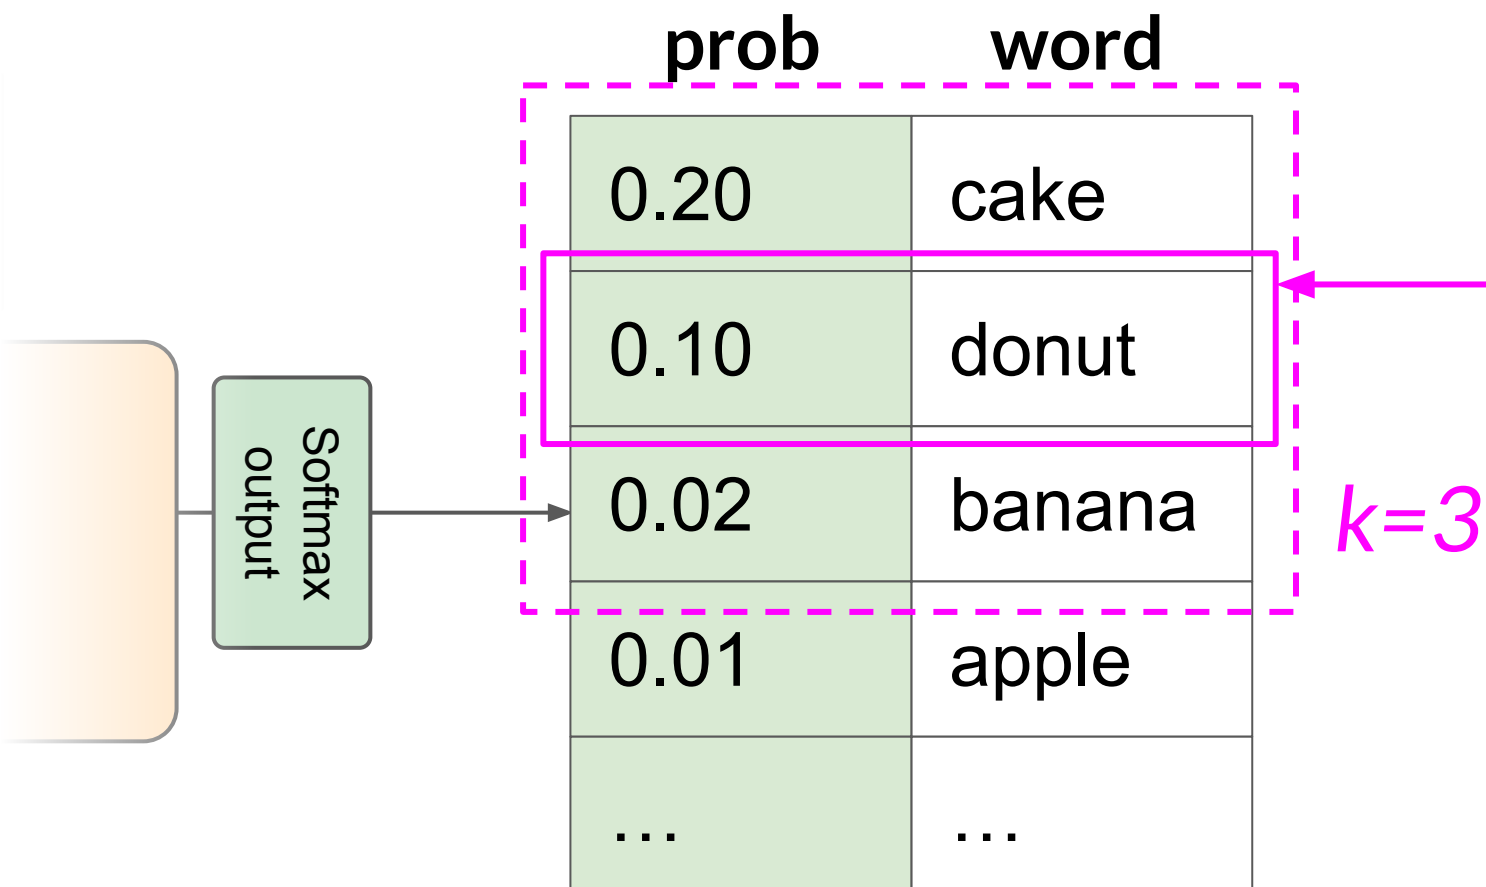 prob word
0.20 cake
0.10 donut
0.02 banana
0.01 apple
… …
Softmax
output
k=3